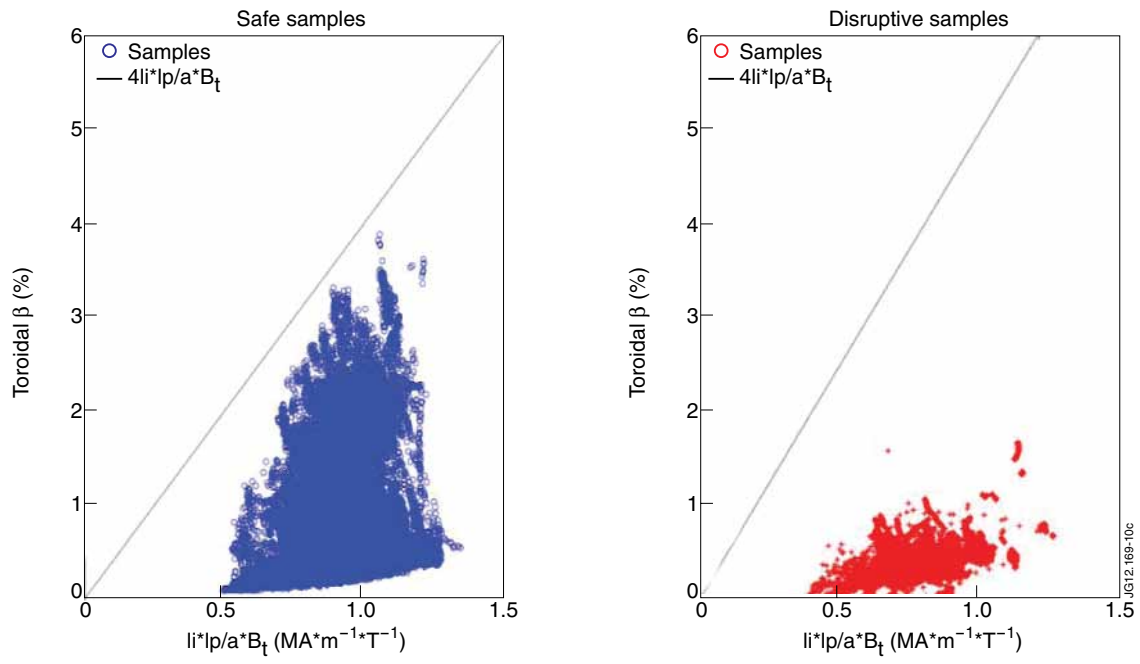 Safe samples
Samples
4li*lp/a*Bt
6
5
4
3
2
1
0
0
0.5
1.0
1.5
Toroidal β (%)
li*lp/a*Bt (MA*m⁻¹*T⁻¹)
Disruptive samples
Samples
4li*lp/a*Bt
6
5
4
3
2
1
0
0
0.5
1.0
1.5
Toroidal β (%)
li*lp/a*Bt (MA*m⁻¹*T⁻¹)
JG12.169-10c